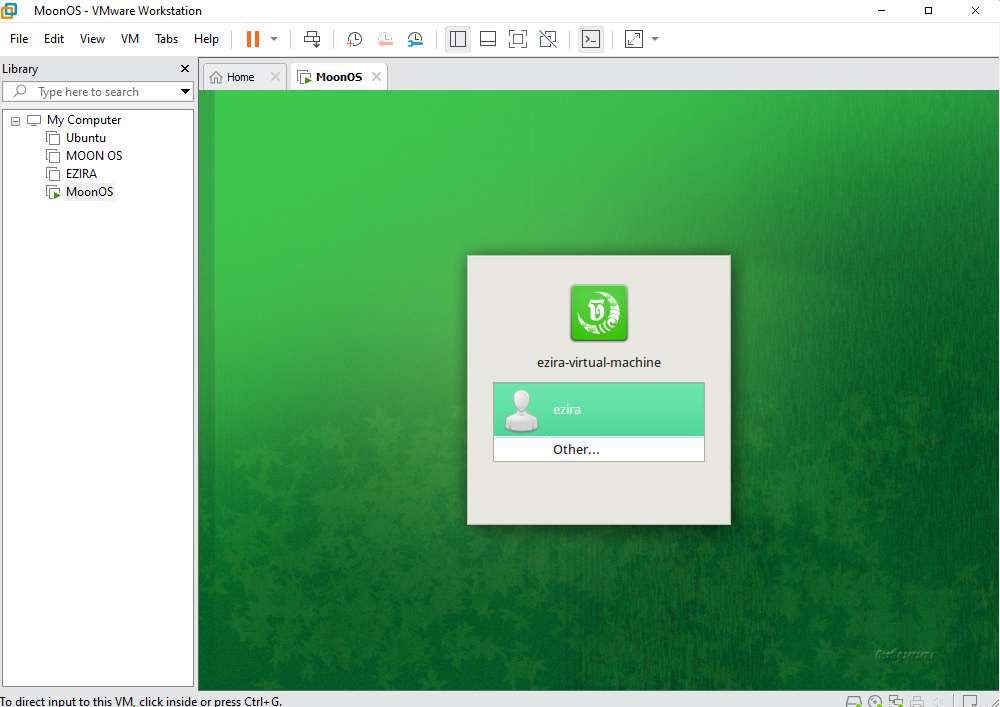 MoonOS - VMware Workstation
File Edit View VM Tabs Help
Library
Type here to search
My Computer
Ubuntu
MOON OS
EZIRA
MoonOS
Home
MoonOS
ezira-virtual-machine
ezira
Other...
To direct input to this VM, click inside or press Ctrl+G.